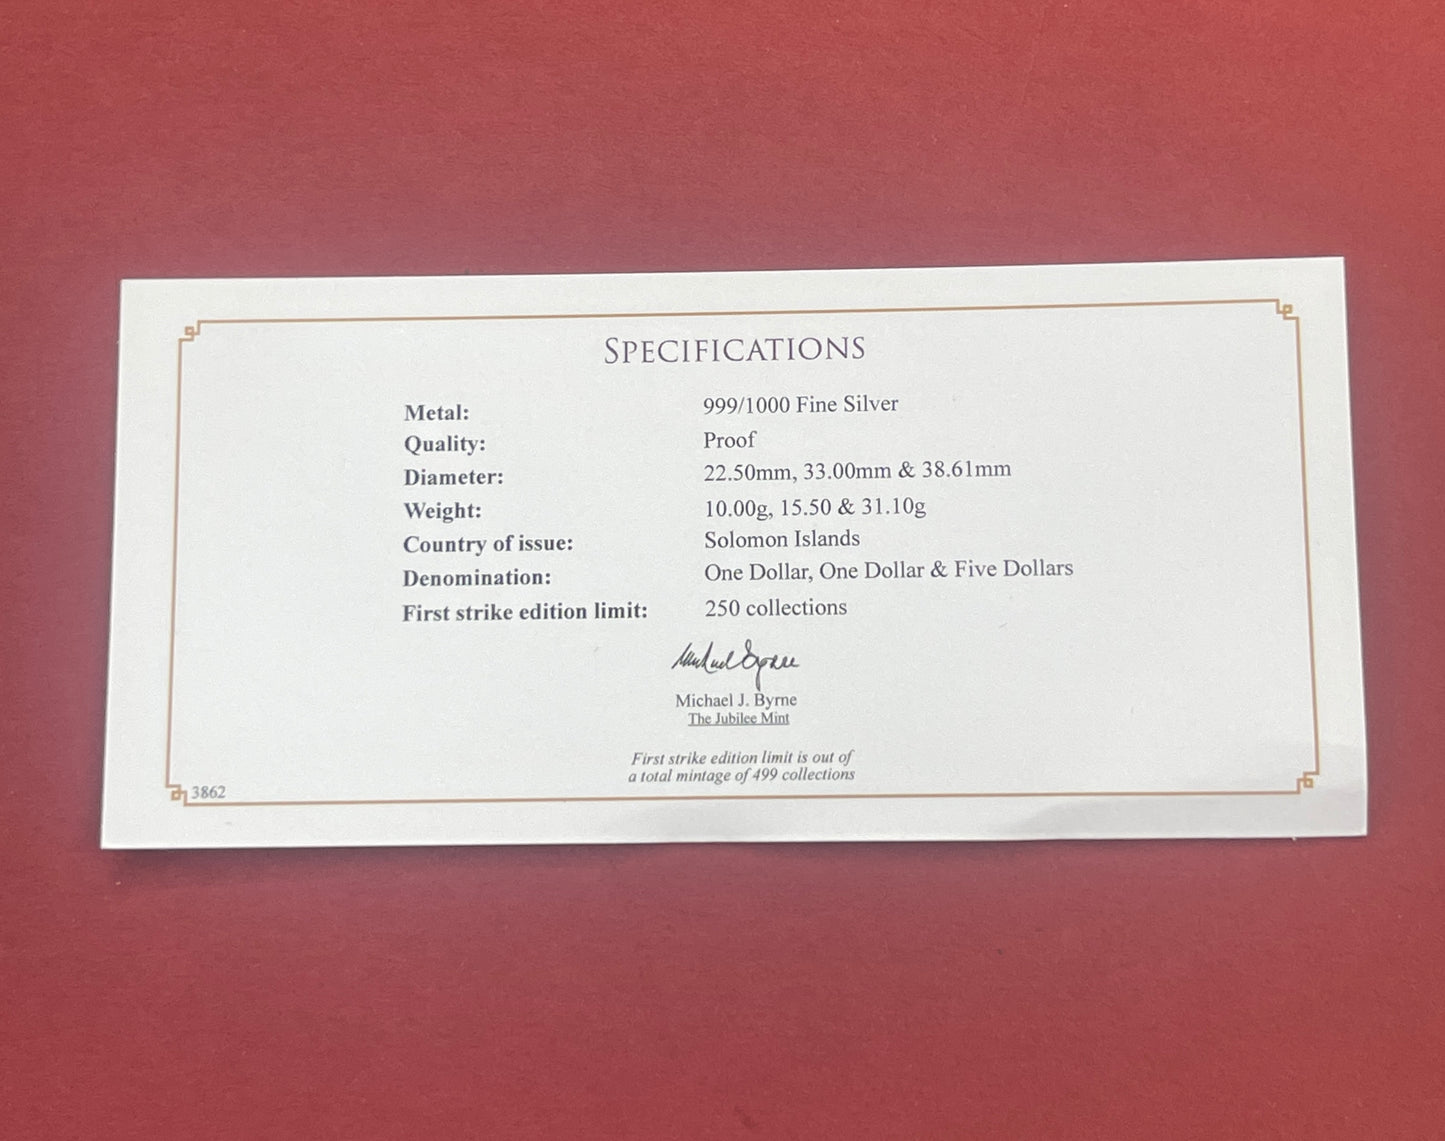 SPECIFICATIONS
Metal: 999/1000 Fine Silver
Quality: Proof
Diameter: 22.50mm, 33.00mm & 38.61mm
Weight: 10.00g, 15.50 & 31.10g
Country of issue: Solomon Islands
Denomination: One Dollar, One Dollar & Five Dollars
First strike edition limit: 250 collections
Michael Byrne
Michael J. Byrne
The Jubilee Mint
First strike edition limit is out of
a total mintage of 499 collections
3862